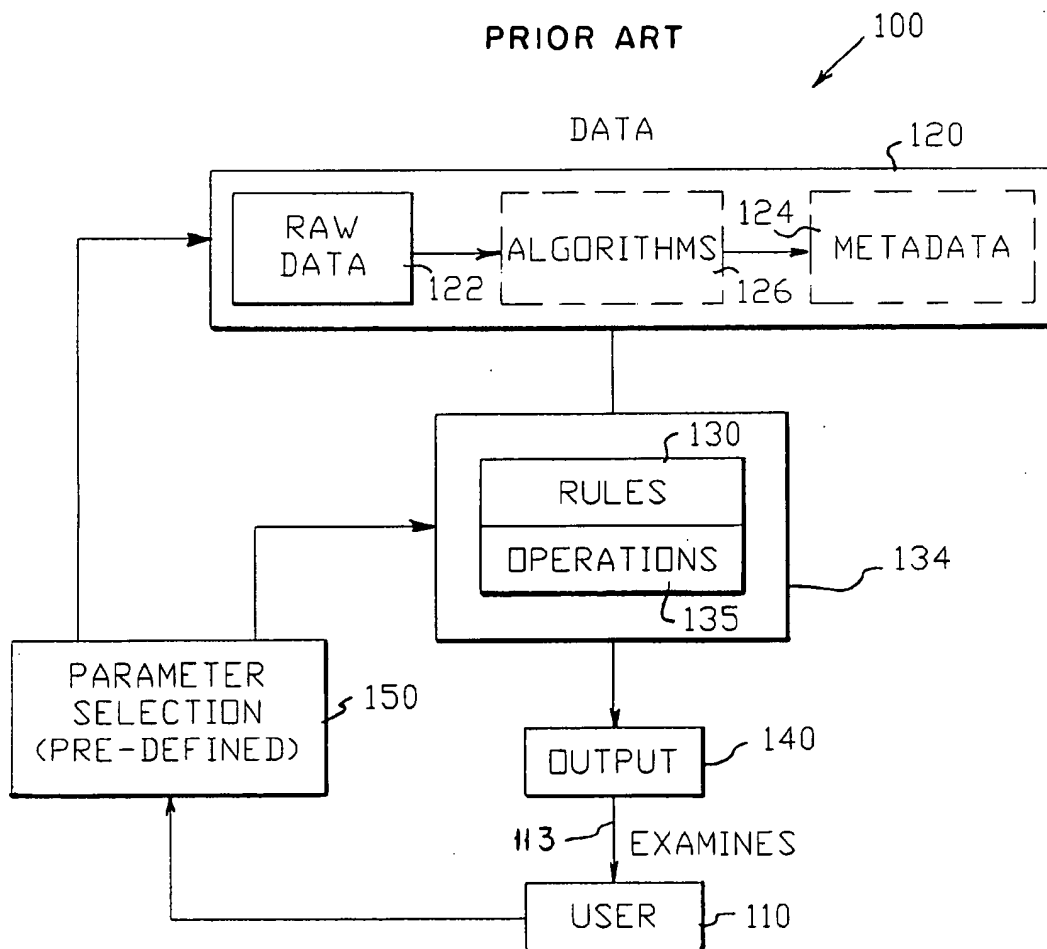 PRIOR ART
100
DATA
120
RAW
DATA
122
ALGORITHMS
126
124
METADATA
130
RULES
OPERATIONS
135
134
PARAMETER
SELECTION
(PRE-DEFINED)
150
OUTPUT
140
113
EXAMINES
USER
110